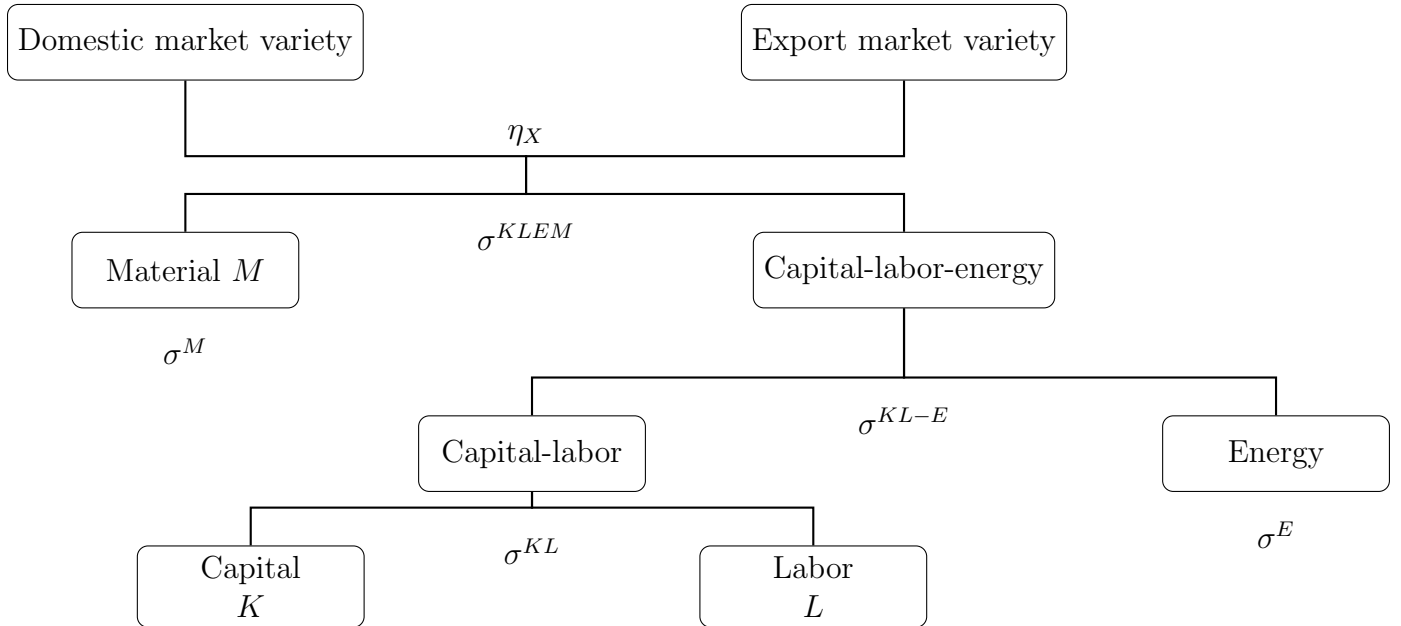 Domestic market variety
Export market variety
η_X
σ^{KLEM}
Material M
Capital-labor-energy
σ^M
σ^{KL−E}
Capital-labor
Energy
σ^{KL}
σ^E
Capital
K
Labor
L